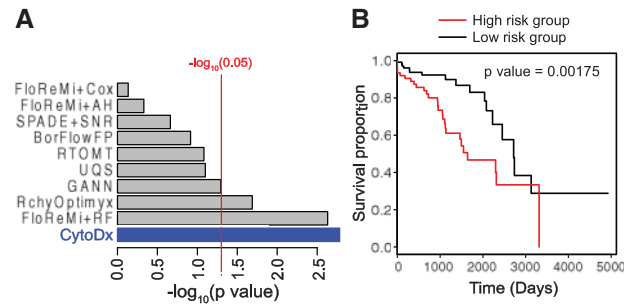 A
-log10(0.05)
FloReMi+Cox
FloReMi+AH
SPADE+SNR
BorFlowFP
RTOMT
UQS
GANN
RchyOptimyx
FloReMi+RF
CytoDx
0.0 0.5 1.0 1.5 2.0 2.5
-log10(p value)
B
High risk group
Low risk group
p value = 0.00175
Survival proportion
1.0
0.8
0.6
0.4
0.2
0.0
0 1000 2000 3000 4000 5000
Time (Days)